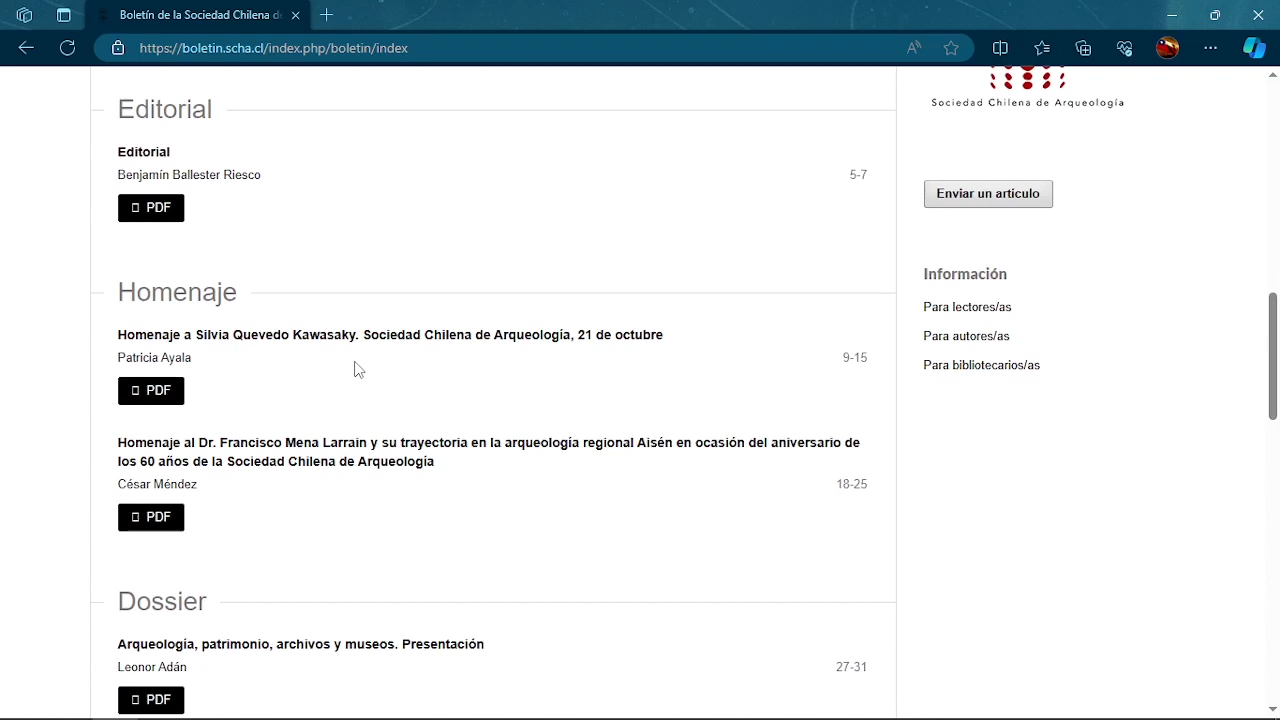 Boletín de la Sociedad Chilena de
https://boletin.scha.cl/index.php/boletin/index
Sociedad Chilena de Arqueología
Editorial
Editorial
Benjamín Ballester Riesco
5-7
PDF
Enviar un artículo
Información
Para lectores/as
Para autores/as
Para bibliotecarios/as
Homenaje
Homenaje a Silvia Quevedo Kawasaky. Sociedad Chilena de Arqueología, 21 de octubre
Patricia Ayala
9-15
PDF
Homenaje al Dr. Francisco Mena Larrain y su trayectoria en la arqueología regional Aisén en ocasión del aniversario de
los 60 años de la Sociedad Chilena de Arqueología
César Méndez
18-25
PDF
Dossier
Arqueología, patrimonio, archivos y museos. Presentación
Leonor Adán
27-31
PDF